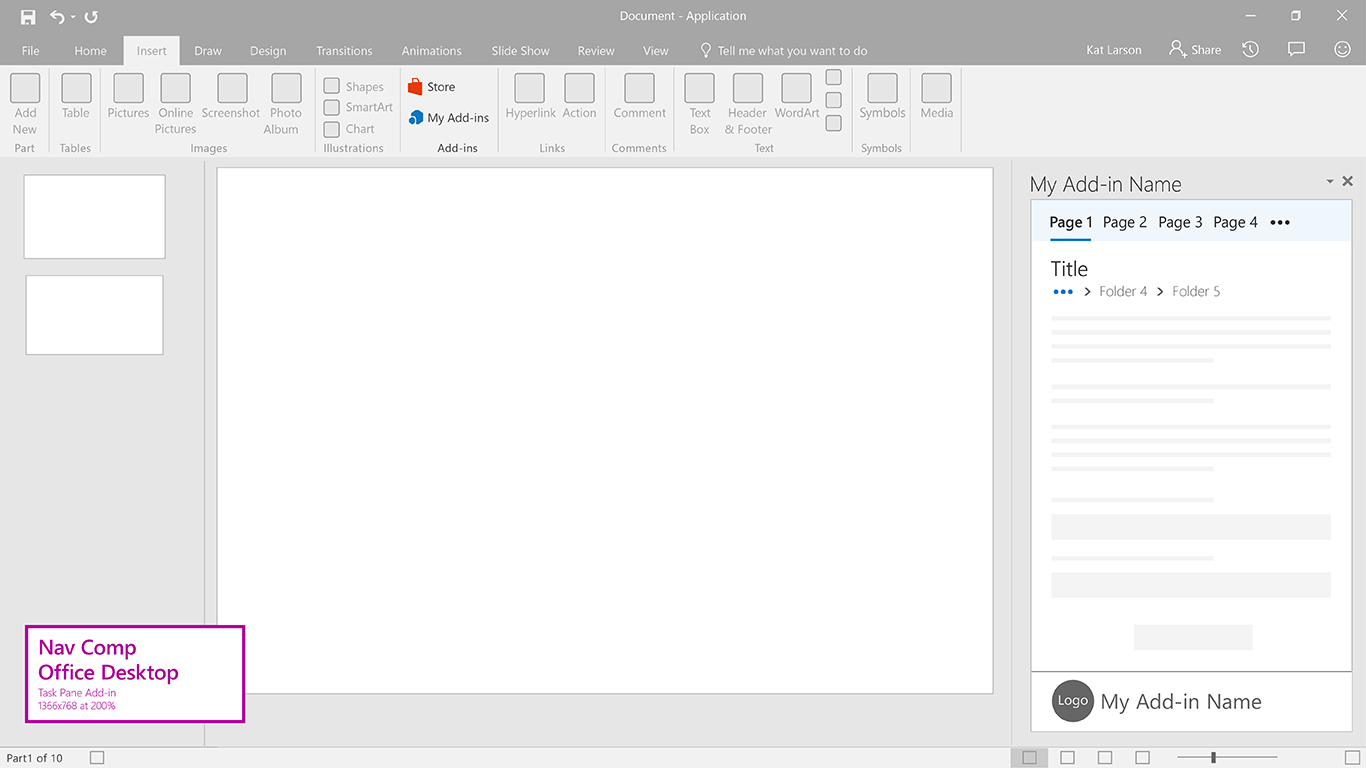 Document - Application
File Home Insert Draw Design Transitions Animations Slide Show Review View Tell me what you want to do Kat Larson Share
Add New
Table
Pictures
Online Pictures
Screenshot
Photo Album
Shapes
SmartArt
Chart
Store
My Add-ins
Hyperlink
Action
Comment
Text Box
Header & Footer
WordArt
Symbols
Media
Part Tables Images Illustrations Add-ins Links Comments Text Symbols
My Add-in Name
Page 1 Page 2 Page 3 Page 4 •••
Title
••• > Folder 4 > Folder 5
Nav Comp
Office Desktop
Task Pane Add-in
1366x768 at 200%
Logo My Add-in Name
Part1 of 10